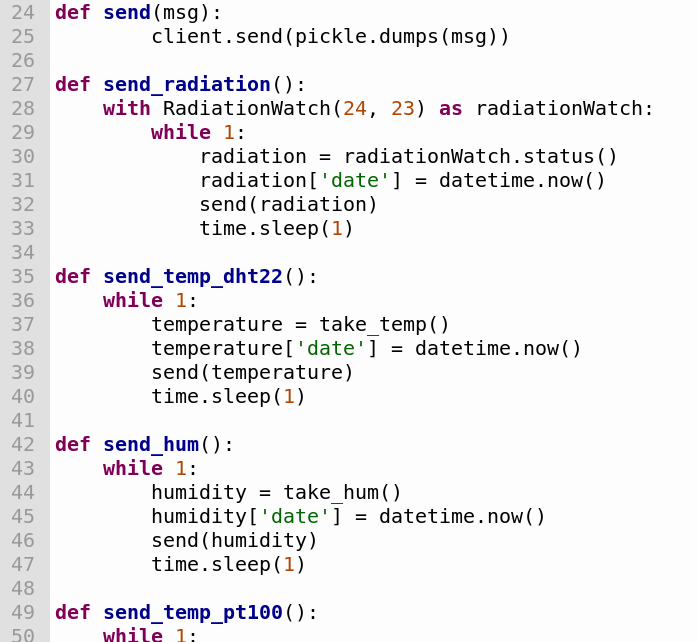 24 def send(msg):
25         client.send(pickle.dumps(msg))
26
27 def send_radiation():
28     with RadiationWatch(24, 23) as radiationWatch:
29         while 1:
30             radiation = radiationWatch.status()
31             radiation['date'] = datetime.now()
32             send(radiation)
33             time.sleep(1)
34
35 def send_temp_dht22():
36     while 1:
37         temperature = take_temp()
38         temperature['date'] = datetime.now()
39         send(temperature)
40         time.sleep(1)
41
42 def send_hum():
43     while 1:
44         humidity = take_hum()
45         humidity['date'] = datetime.now()
46         send(humidity)
47         time.sleep(1)
48
49 def send_temp_pt100():
50     while 1: